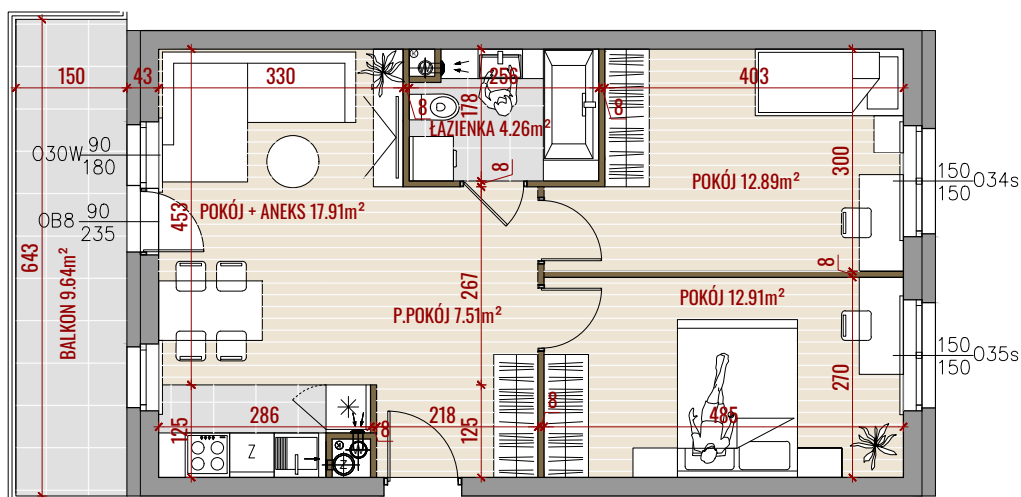 150
43
330
256
403
8
178
8
ŁAZIENKA 4.26m²
8
O30W 90
180
POKÓJ 12.89m²
300
150
150 O34s
POKÓJ + ANEKS 17.91m²
453
OB8 90
235
643
BALKON 9.64m²
267
8
POKÓJ 12.91m²
P.POKÓJ 7.51m²
150
150 O35s
270
286
8
218
8
485
125
125
Z
Z